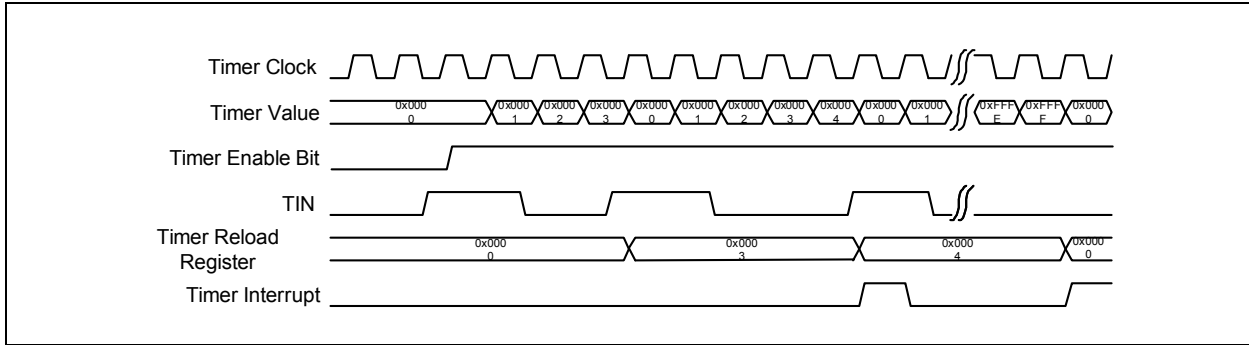 Timer Clock
Timer Value
0x000
0
0x000
1
0x000
2
0x000
3
0x000
0
0x000
1
0x000
2
0x000
3
0x000
4
0x000
0
0x000
1
0xFFF
E
0xFFF
F
0x000
0
Timer Enable Bit
TIN
Timer Reload
Register
0x000
0
0x000
3
0x000
4
0x000
0
Timer Interrupt